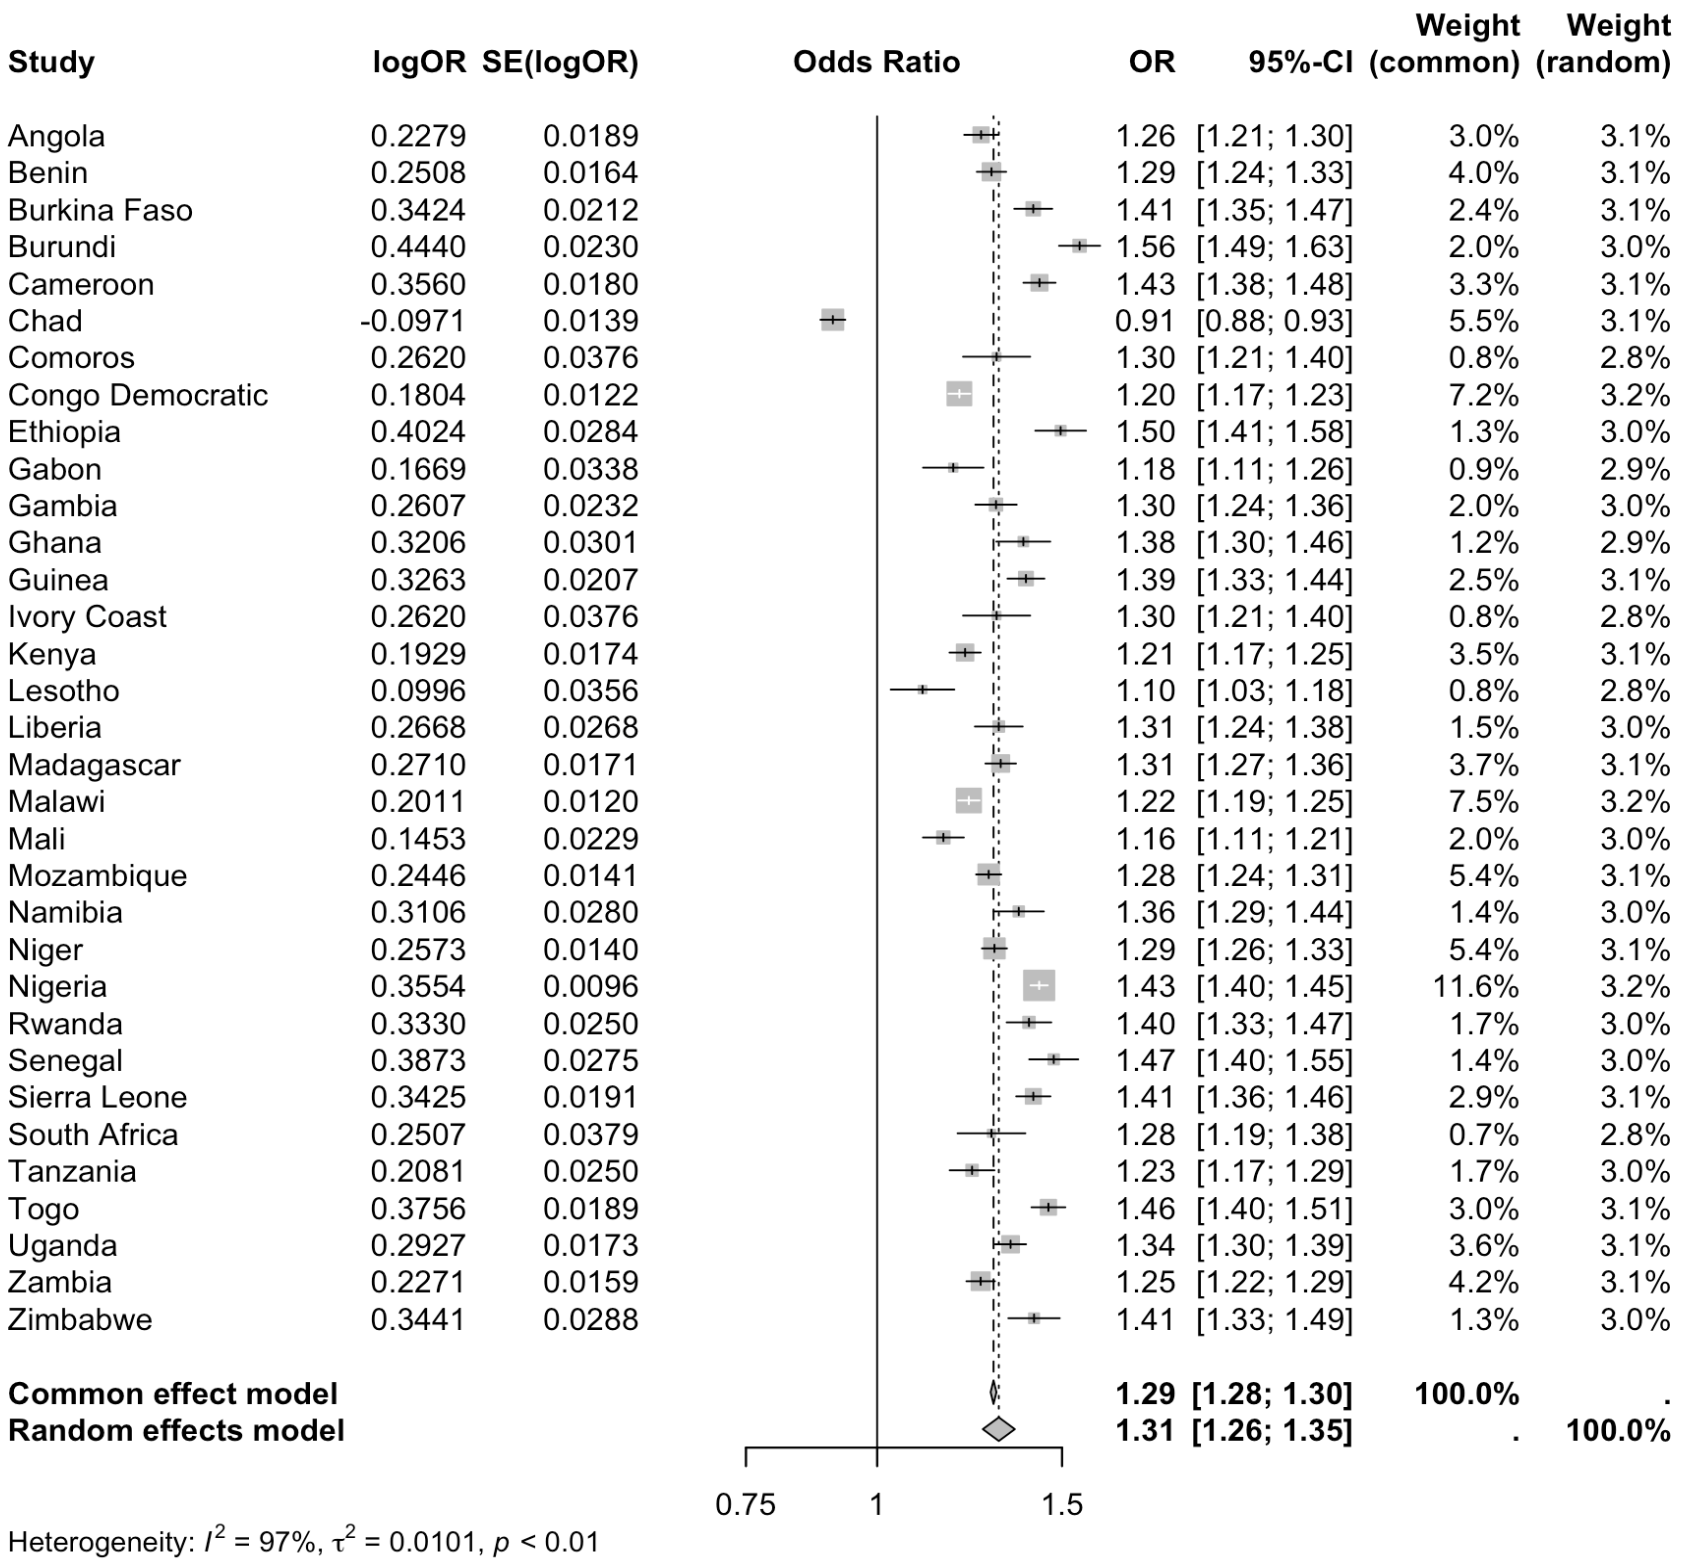 Weight Weight
Study logOR SE(logOR) Odds Ratio OR 95%-CI (common) (random)
Angola 0.2279 0.0189 1.26 [1.21; 1.30] 3.0% 3.1%
Benin 0.2508 0.0164 1.29 [1.24; 1.33] 4.0% 3.1%
Burkina Faso 0.3424 0.0212 1.41 [1.35; 1.47] 2.4% 3.1%
Burundi 0.4440 0.0230 1.56 [1.49; 1.63] 2.0% 3.0%
Cameroon 0.3560 0.0180 1.43 [1.38; 1.48] 3.3% 3.1%
Chad -0.0971 0.0139 0.91 [0.88; 0.93] 5.5% 3.1%
Comoros 0.2620 0.0376 1.30 [1.21; 1.40] 0.8% 2.8%
Congo Democratic 0.1804 0.0122 1.20 [1.17; 1.23] 7.2% 3.2%
Ethiopia 0.4024 0.0284 1.50 [1.41; 1.58] 1.3% 3.0%
Gabon 0.1669 0.0338 1.18 [1.11; 1.26] 0.9% 2.9%
Gambia 0.2607 0.0232 1.30 [1.24; 1.36] 2.0% 3.0%
Ghana 0.3206 0.0301 1.38 [1.30; 1.46] 1.2% 2.9%
Guinea 0.3263 0.0207 1.39 [1.33; 1.44] 2.5% 3.1%
Ivory Coast 0.2620 0.0376 1.30 [1.21; 1.40] 0.8% 2.8%
Kenya 0.1929 0.0174 1.21 [1.17; 1.25] 3.5% 3.1%
Lesotho 0.0996 0.0356 1.10 [1.03; 1.18] 0.8% 2.8%
Liberia 0.2668 0.0268 1.31 [1.24; 1.38] 1.5% 3.0%
Madagascar 0.2710 0.0171 1.31 [1.27; 1.36] 3.7% 3.1%
Malawi 0.2011 0.0120 1.22 [1.19; 1.25] 7.5% 3.2%
Mali 0.1453 0.0229 1.16 [1.11; 1.21] 2.0% 3.0%
Mozambique 0.2446 0.0141 1.28 [1.24; 1.31] 5.4% 3.1%
Namibia 0.3106 0.0280 1.36 [1.29; 1.44] 1.4% 3.0%
Niger 0.2573 0.0140 1.29 [1.26; 1.33] 5.4% 3.1%
Nigeria 0.3554 0.0096 1.43 [1.40; 1.45] 11.6% 3.2%
Rwanda 0.3330 0.0250 1.40 [1.33; 1.47] 1.7% 3.0%
Senegal 0.3873 0.0275 1.47 [1.40; 1.55] 1.4% 3.0%
Sierra Leone 0.3425 0.0191 1.41 [1.36; 1.46] 2.9% 3.1%
South Africa 0.2507 0.0379 1.28 [1.19; 1.38] 0.7% 2.8%
Tanzania 0.2081 0.0250 1.23 [1.17; 1.29] 1.7% 3.0%
Togo 0.3756 0.0189 1.46 [1.40; 1.51] 3.0% 3.1%
Uganda 0.2927 0.0173 1.34 [1.30; 1.39] 3.6% 3.1%
Zambia 0.2271 0.0159 1.25 [1.22; 1.29] 4.2% 3.1%
Zimbabwe 0.3441 0.0288 1.41 [1.33; 1.49] 1.3% 3.0%
Common effect model 1.29 [1.28; 1.30] 100.0% .
Random effects model 1.31 [1.26; 1.35] . 100.0%
0.75 1 1.5
Heterogeneity: I² = 97%, τ² = 0.0101, p < 0.01